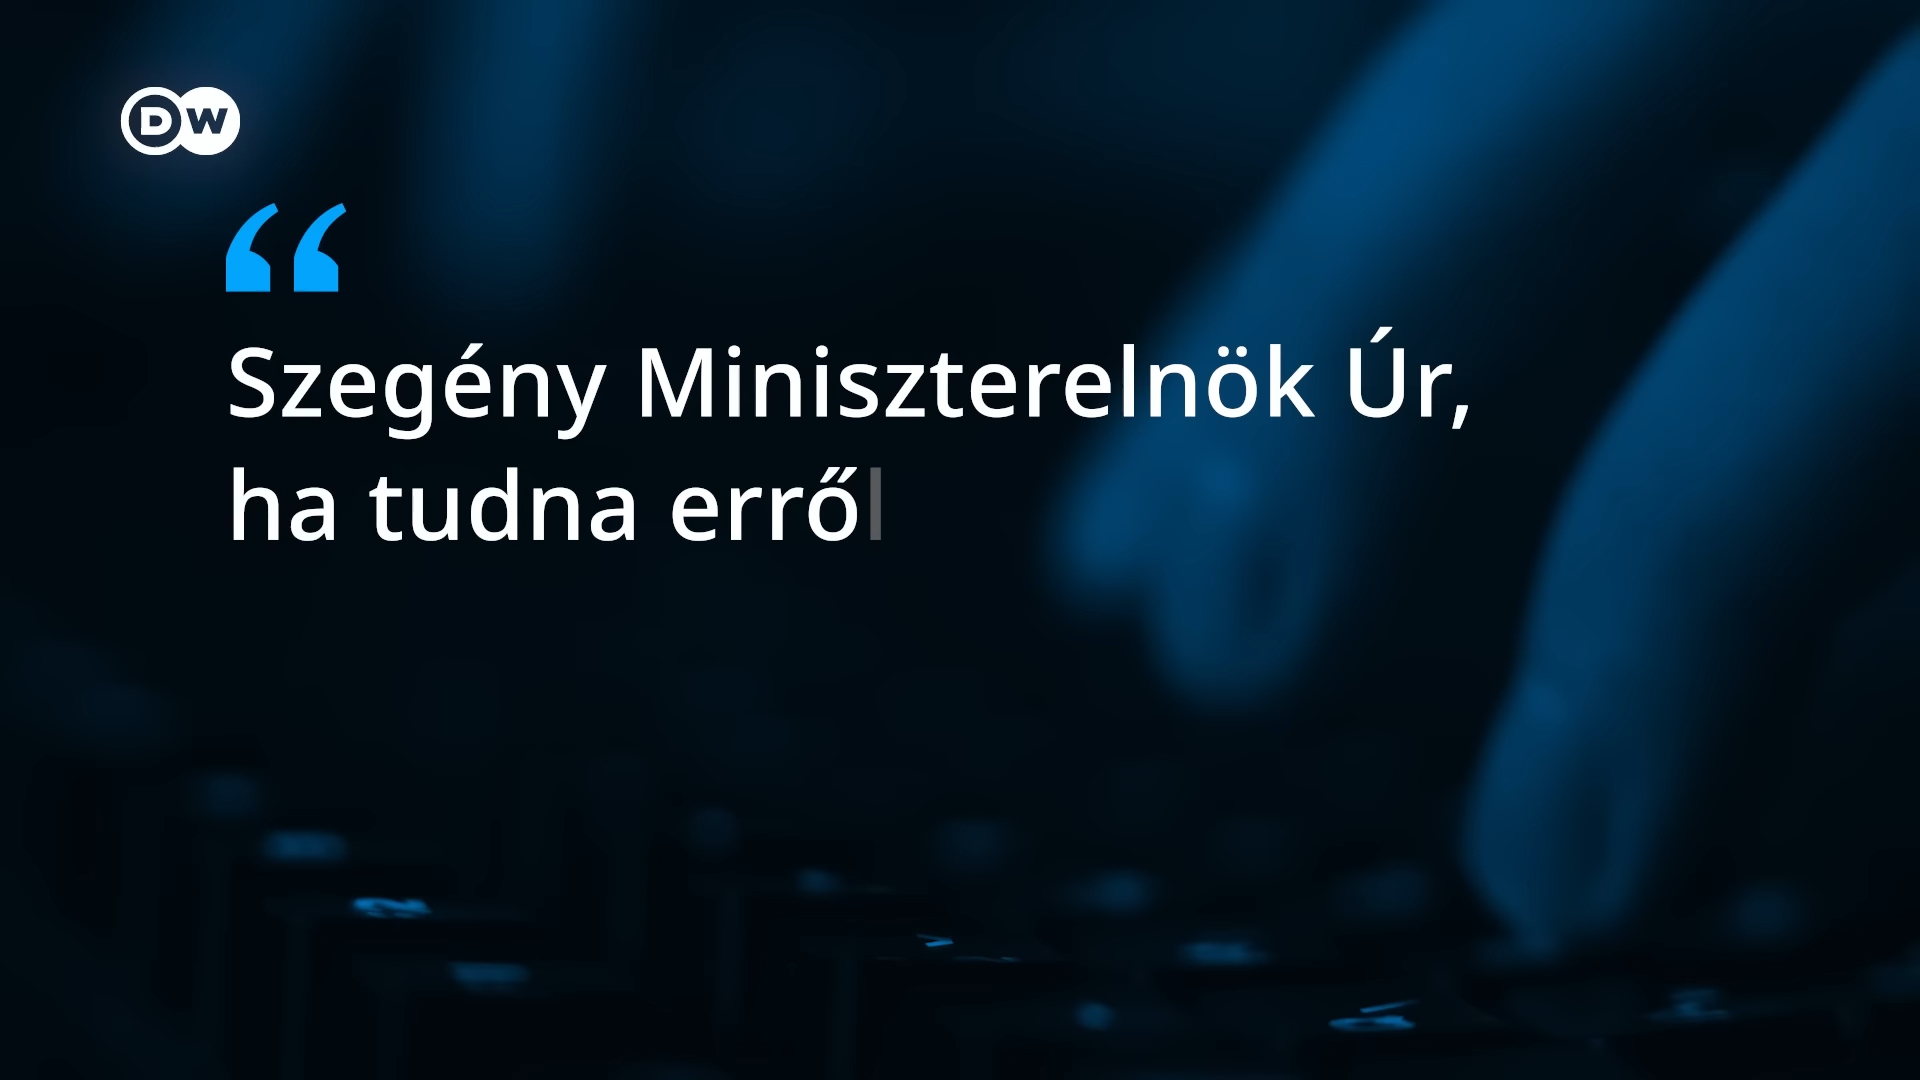 DW
“
Szegény Miniszterelnök Úr,
ha tudna erről